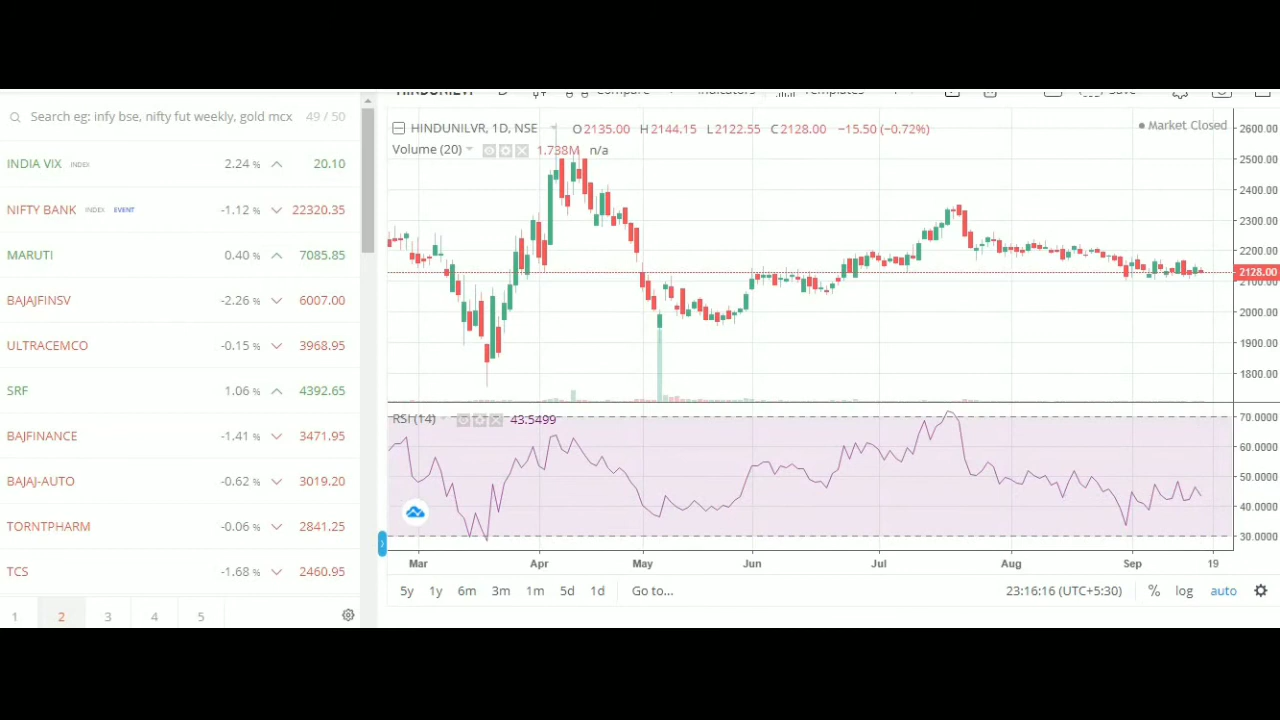 Search eg: infy bse, nifty fut weekly, gold mcx 49 / 50
INDIA VIX INDEX 2.24 % 20.10
NIFTY BANK INDEX EVENT -1.12 % 22320.35
MARUTI 0.40 % 7085.85
BAJAJFINSV -2.26 % 6007.00
ULTRACEMCO -0.15 % 3968.95
SRF 1.06 % 4392.65
BAJFINANCE -1.41 % 3471.95
BAJAJ-AUTO -0.62 % 3019.20
TORNTPHARM -0.06 % 2841.25
TCS -1.68 % 2460.95
1 2 3 4 5
HINDUNILVR, 1D, NSE O2135.00 H2144.15 L2122.55 C2128.00 −15.50 (−0.72%)
Market Closed
Volume (20) 1.738M n/a
2600.00
2500.00
2400.00
2300.00
2200.00
2128.00
2000.00
1900.00
1800.00
RSI (14) 43.5499
70.0000
60.0000
50.0000
40.0000
30.0000
Mar Apr May Jun Jul Aug Sep 19
5y 1y 6m 3m 1m 5d 1d Go to... 23:16:16 (UTC+5:30) % log auto